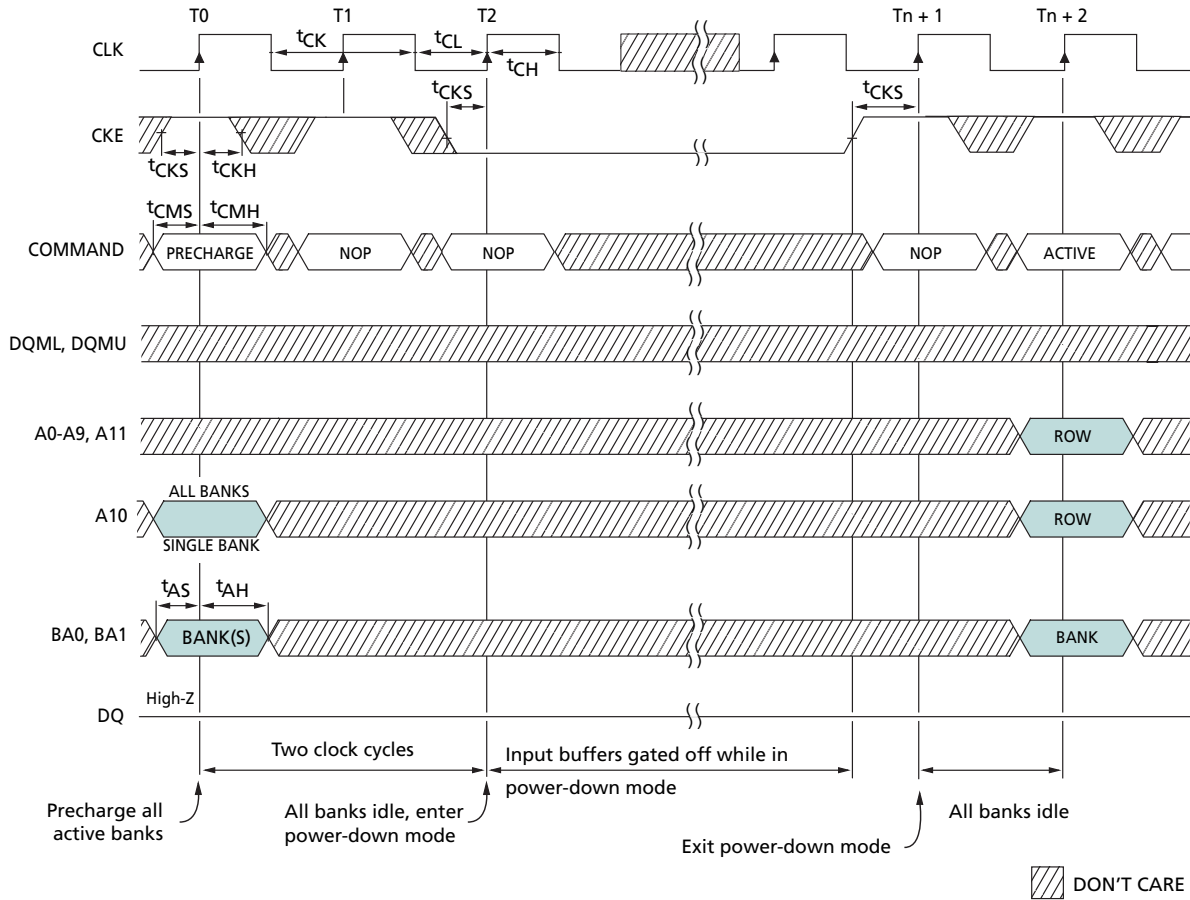 T0 T1 T2 Tn + 1 Tn + 2
CLK
tCK tCL
tCH
tCKS tCKS
CKE
tCKS tCKH
tCMS tCMH
COMMAND PRECHARGE NOP NOP NOP ACTIVE
DQML, DQMU
A0-A9, A11 ROW
ALL BANKS
A10 ROW
SINGLE BANK
tAS tAH
BA0, BA1 BANK(S) BANK
High-Z
DQ
Two clock cycles
Input buffers gated off while in
power-down mode
Precharge all
active banks
All banks idle, enter
power-down mode
All banks idle
Exit power-down mode
DON'T CARE